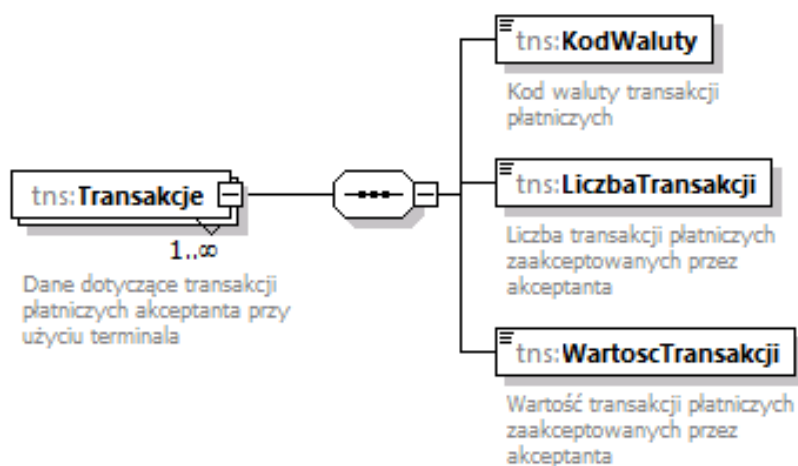 tns:Transakcje
1..∞
Dane dotyczące transakcji
płatniczych akceptanta przy
użyciu terminala
tns:KodWaluty
Kod waluty transakcji
płatniczych
tns:LiczbaTransakcji
Liczba transakcji płatniczych
zaakceptowanych przez
akceptanta
tns:WartoscTransakcji
Wartość transakcji płatniczych
zaakceptowanych przez
akceptanta